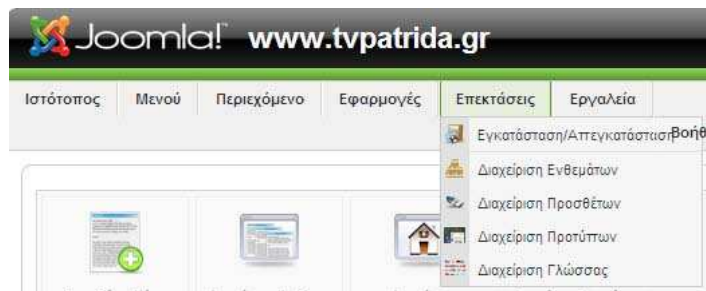 Joomla!™ www.tvpatrida.gr
Ιστότοπος Μενού Περιεχόμενο Εφαρμογές Επεκτάσεις Εργαλεία
Εγκατάσταση/Απεγκατάσταση
Διαχείριση Ενθεμάτων
Διαχείριση Προσθέτων
Διαχείριση Προτύπων
Διαχείριση Γλώσσας